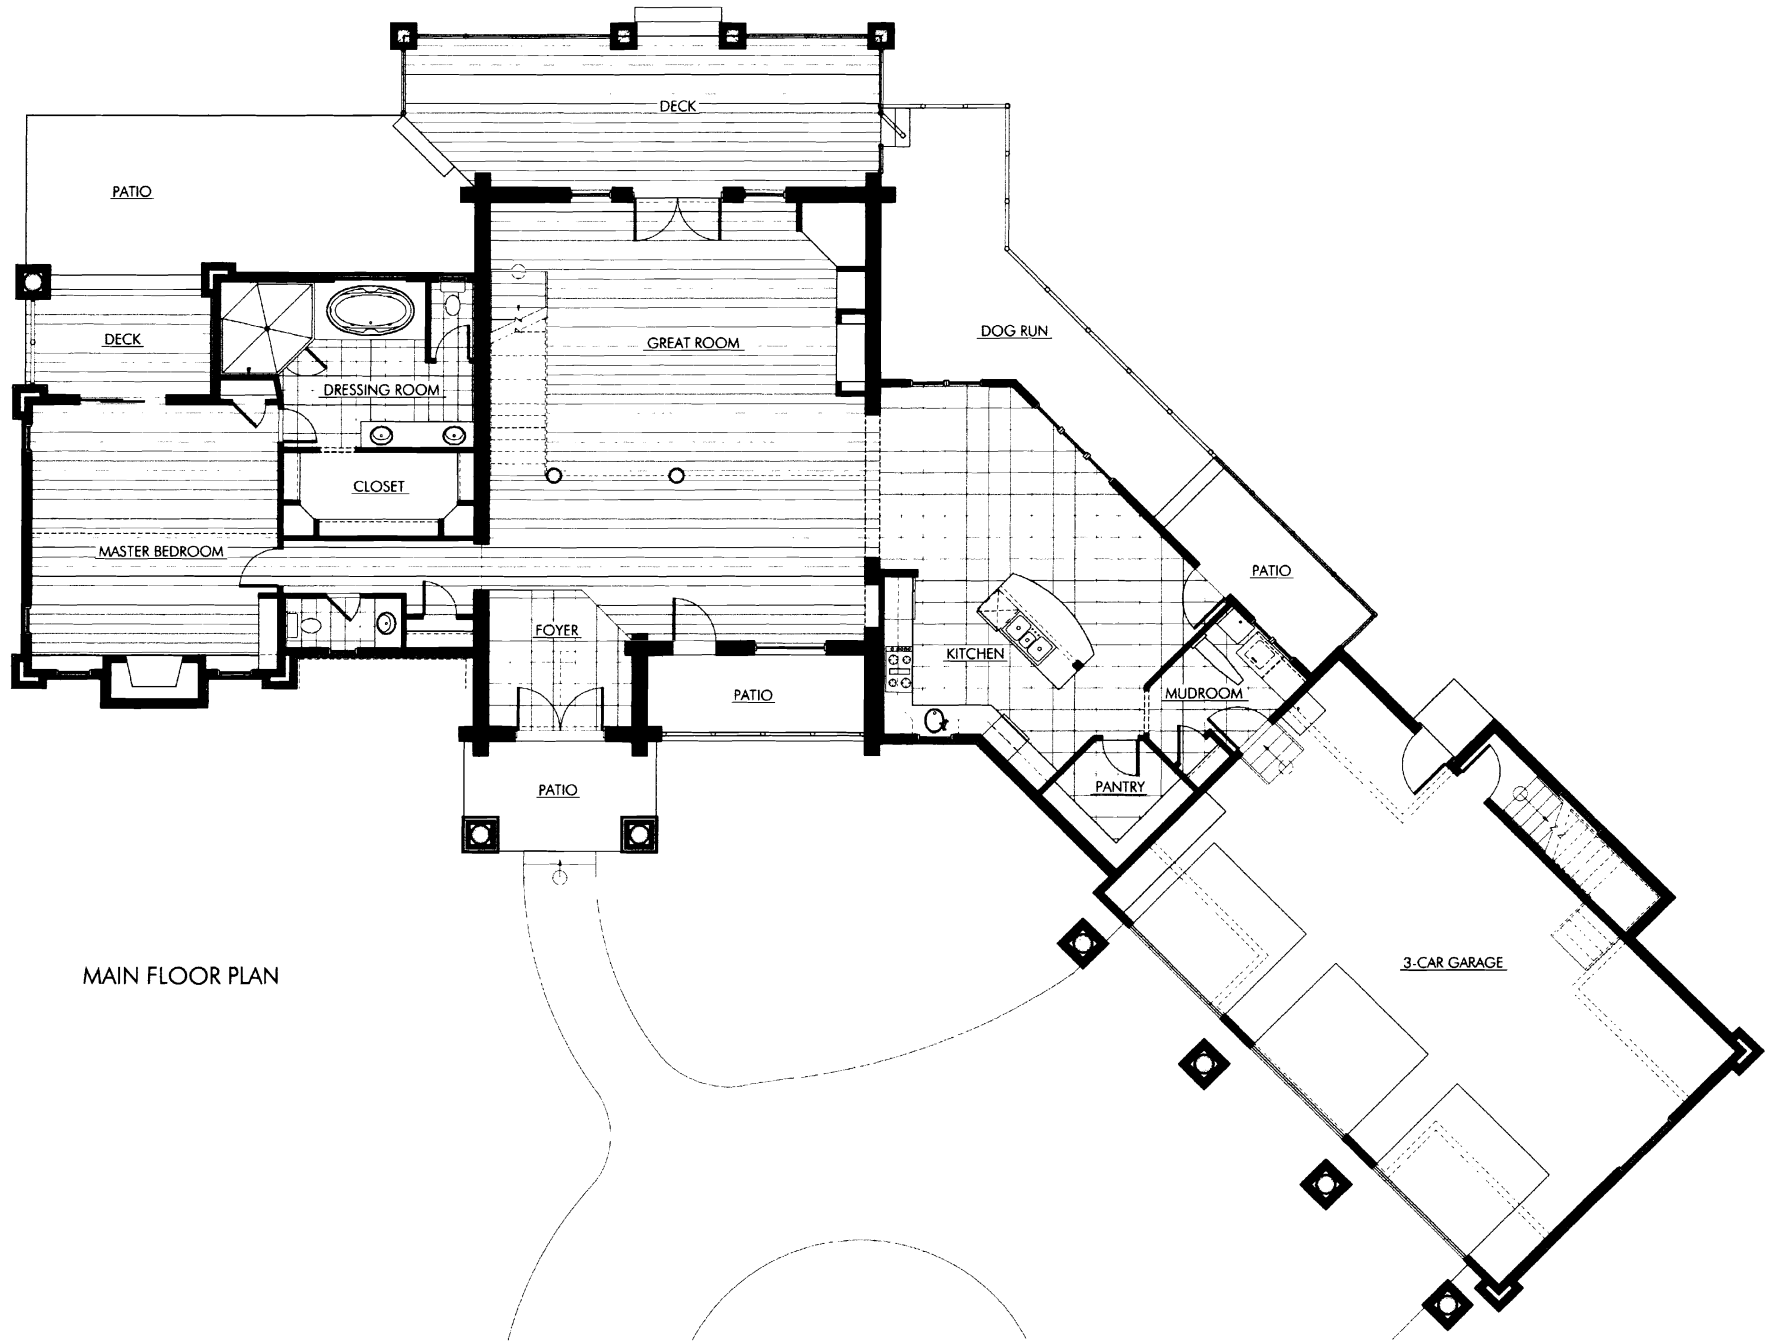 DECK
PATIO
DOG RUN
DECK
GREAT ROOM
DRESSING ROOM
CLOSET
MASTER BEDROOM
PATIO
FOYER
KITCHEN
MUDROOM
PATIO
PANTRY
PATIO
3-CAR GARAGE
MAIN FLOOR PLAN